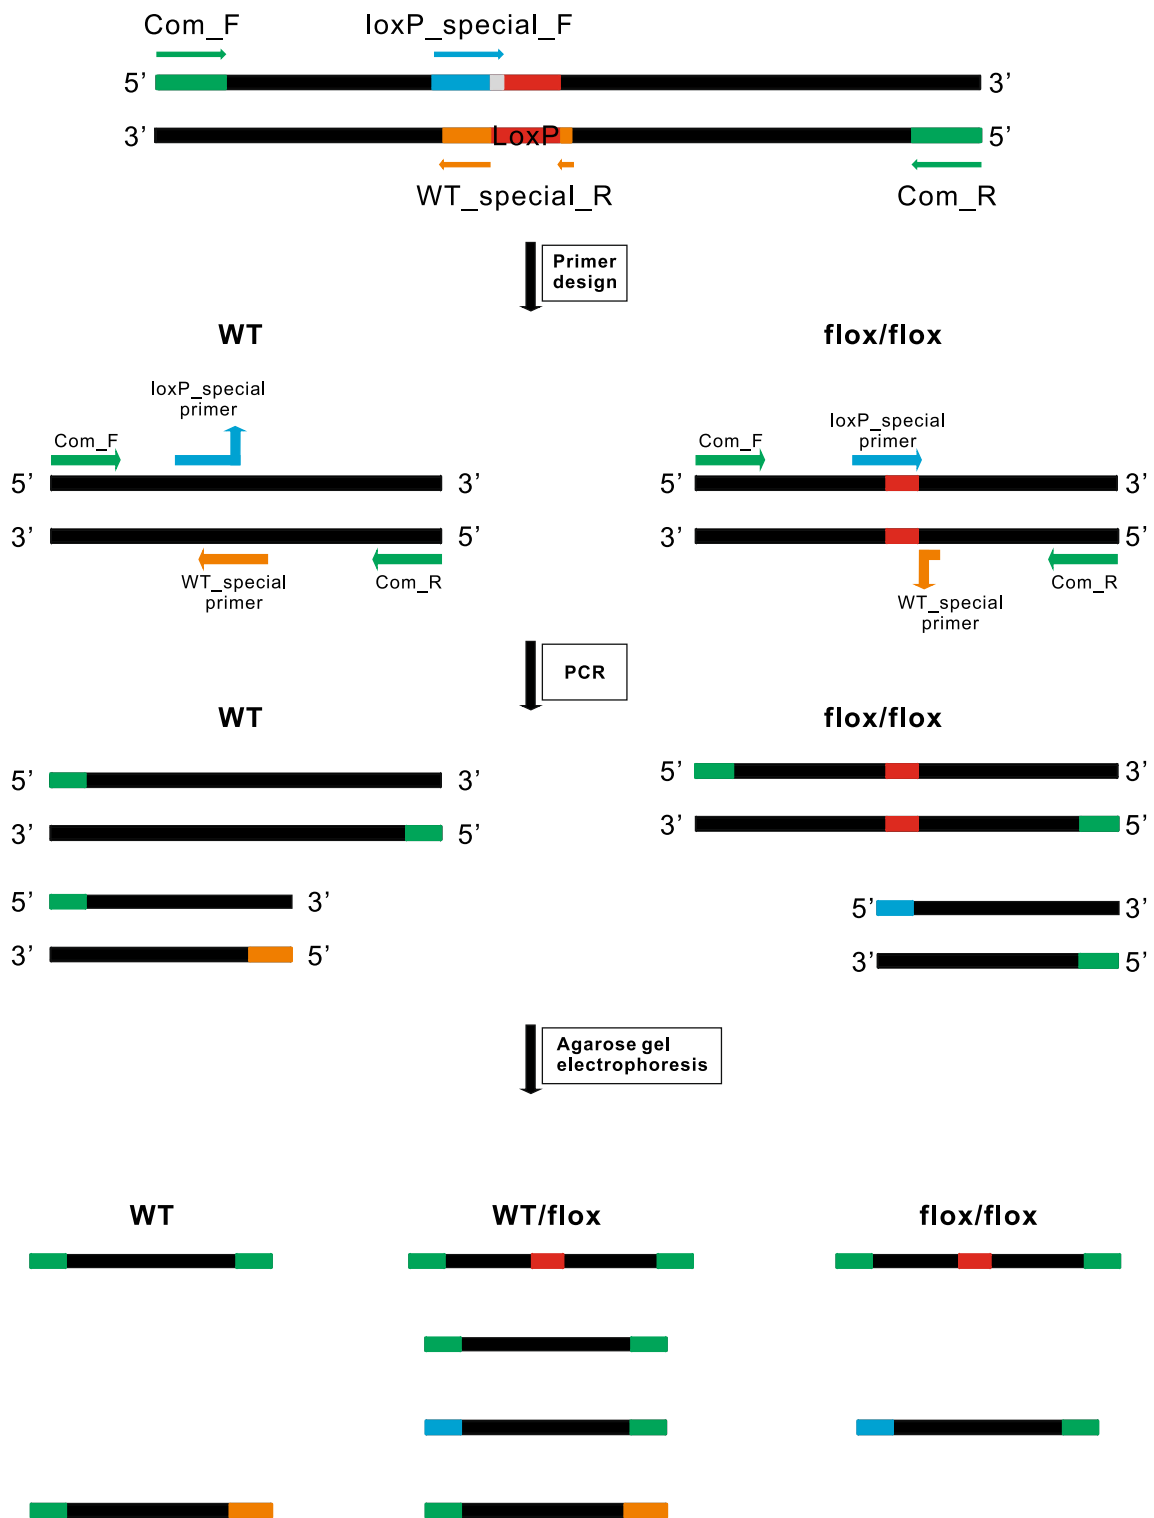 Com_F loxP_special_F
5’ 3’
3’ LoxP 5’
WT_special_R Com_R
Primer
design
WT flox/flox
loxP_special
primer
Com_F
5’ 3’
3’ 5’
WT_special
primer
Com_R
loxP_special
primer
Com_F
5’ 3’
3’ 5’
Com_R
WT_special
primer
PCR
WT flox/flox
5’ 3’
3’ 5’
5’ 3’
3’ 5’
5’ 3’
3’ 5’
5’ 3’
3’ 5’
Agarose gel
electrophoresis
WT WT/flox flox/flox